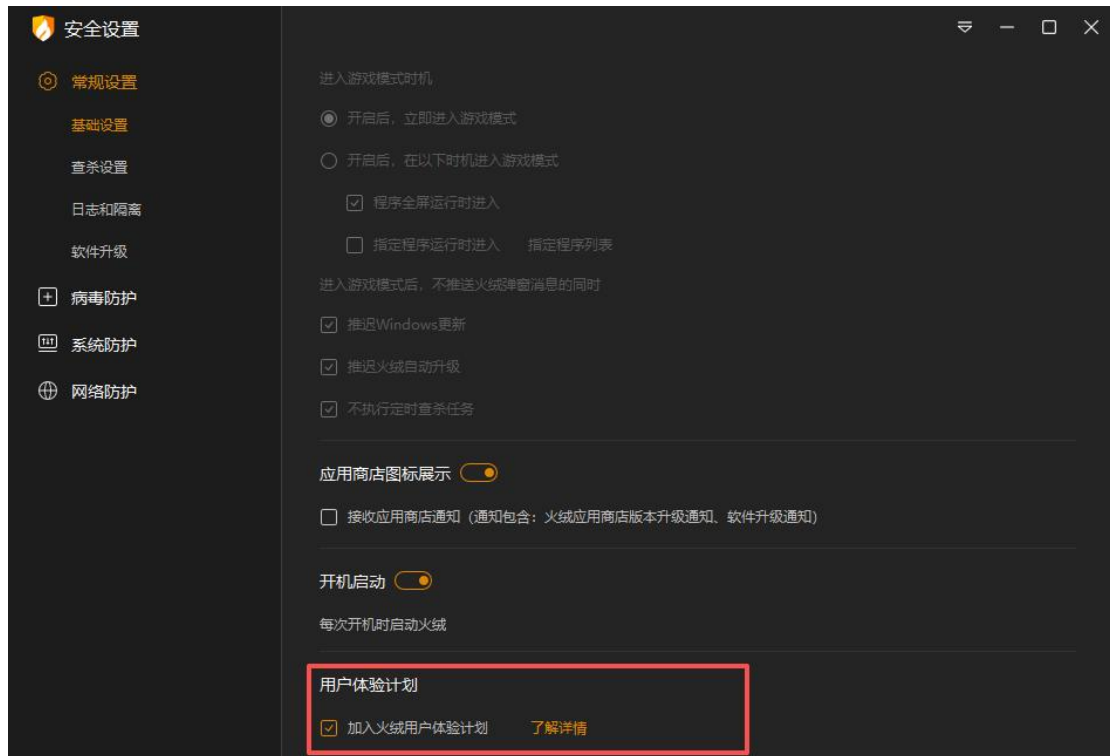 安全设置
常规设置
基础设置
查杀设置
日志和隔离
软件升级
病毒防护
系统防护
网络防护
进入游戏模式时机
开启后，立即进入游戏模式
开启后，在以下时机进入游戏模式
程序全屏运行时进入
指定程序运行时进入 指定程序列表
进入游戏模式后，不推送火绒弹窗消息的同时
推迟Windows更新
推迟火绒自动升级
不执行定时查杀任务
应用商店图标展示
接收应用商店通知（通知包含：火绒应用商店版本升级通知、软件升级通知）
开机启动
每次开机时启动火绒
用户体验计划
加入火绒用户体验计划 了解详情